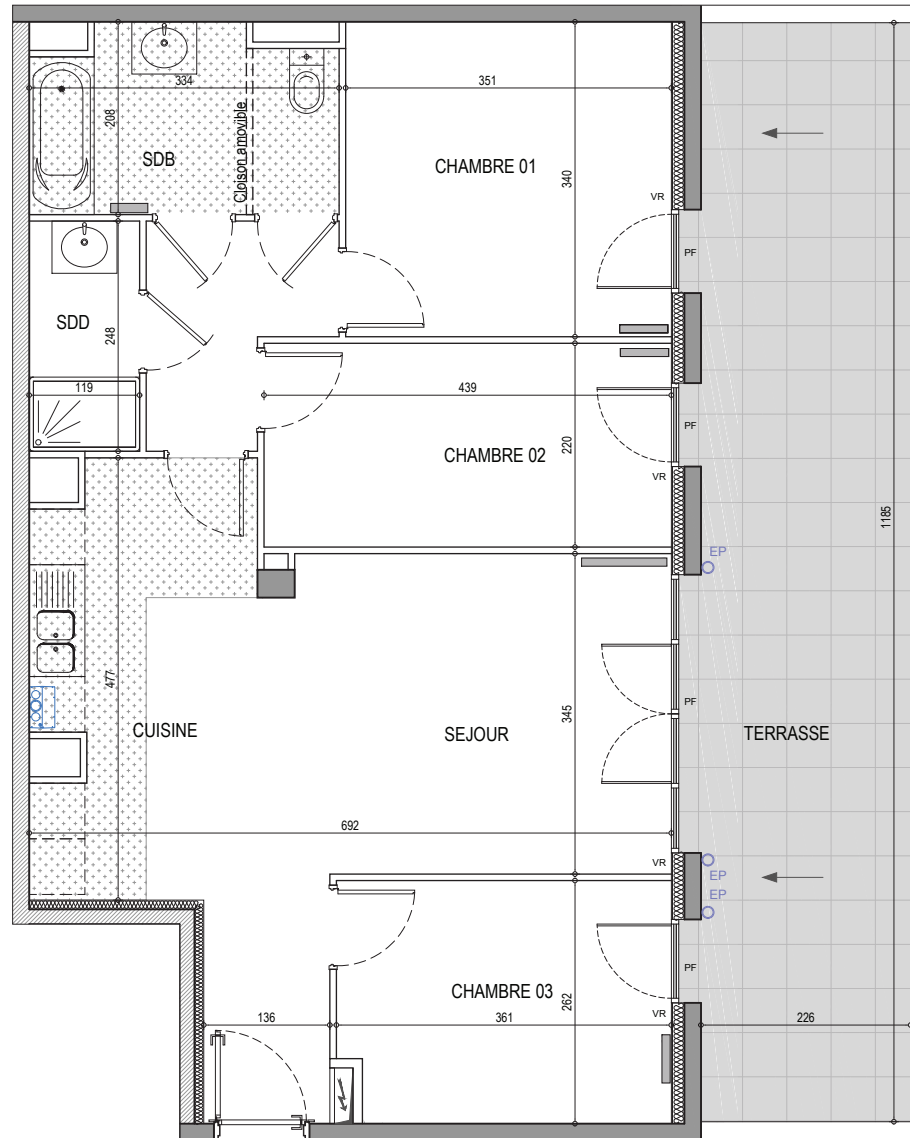 334
351
208
Cloison amovible
SDB
CHAMBRE 01
340
VR
PF
SDD
248
119
439
PF
CHAMBRE 02
220
VR
1185
EP
477
PF
CUISINE
SEJOUR
345
TERRASSE
692
VR
EP
EP
PF
CHAMBRE 03
262
VR
136
361
226